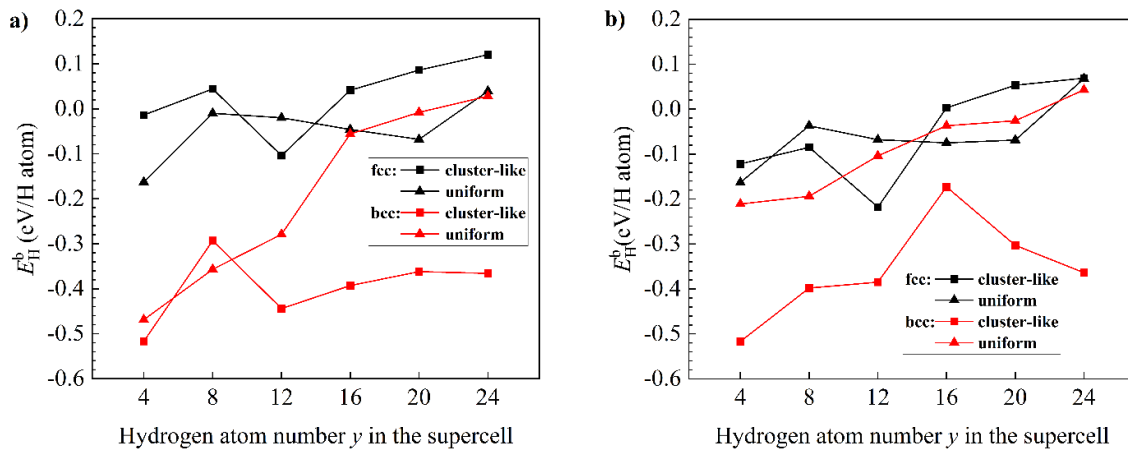 a)
0.2
0.1
0.0
-0.1
-0.2
-0.3
-0.4
-0.5
-0.6
E_H^b (eV/H atom)
fcc: cluster-like
uniform
bcc: cluster-like
uniform
4 8 12 16 20 24
Hydrogen atom number y in the supercell
b)
0.2
0.1
0.0
-0.1
-0.2
-0.3
-0.4
-0.5
-0.6
E_H^b(eV/H atom)
fcc: cluster-like
uniform
bcc: cluster-like
uniform
4 8 12 16 20 24
Hydrogen atom number y in the supercell